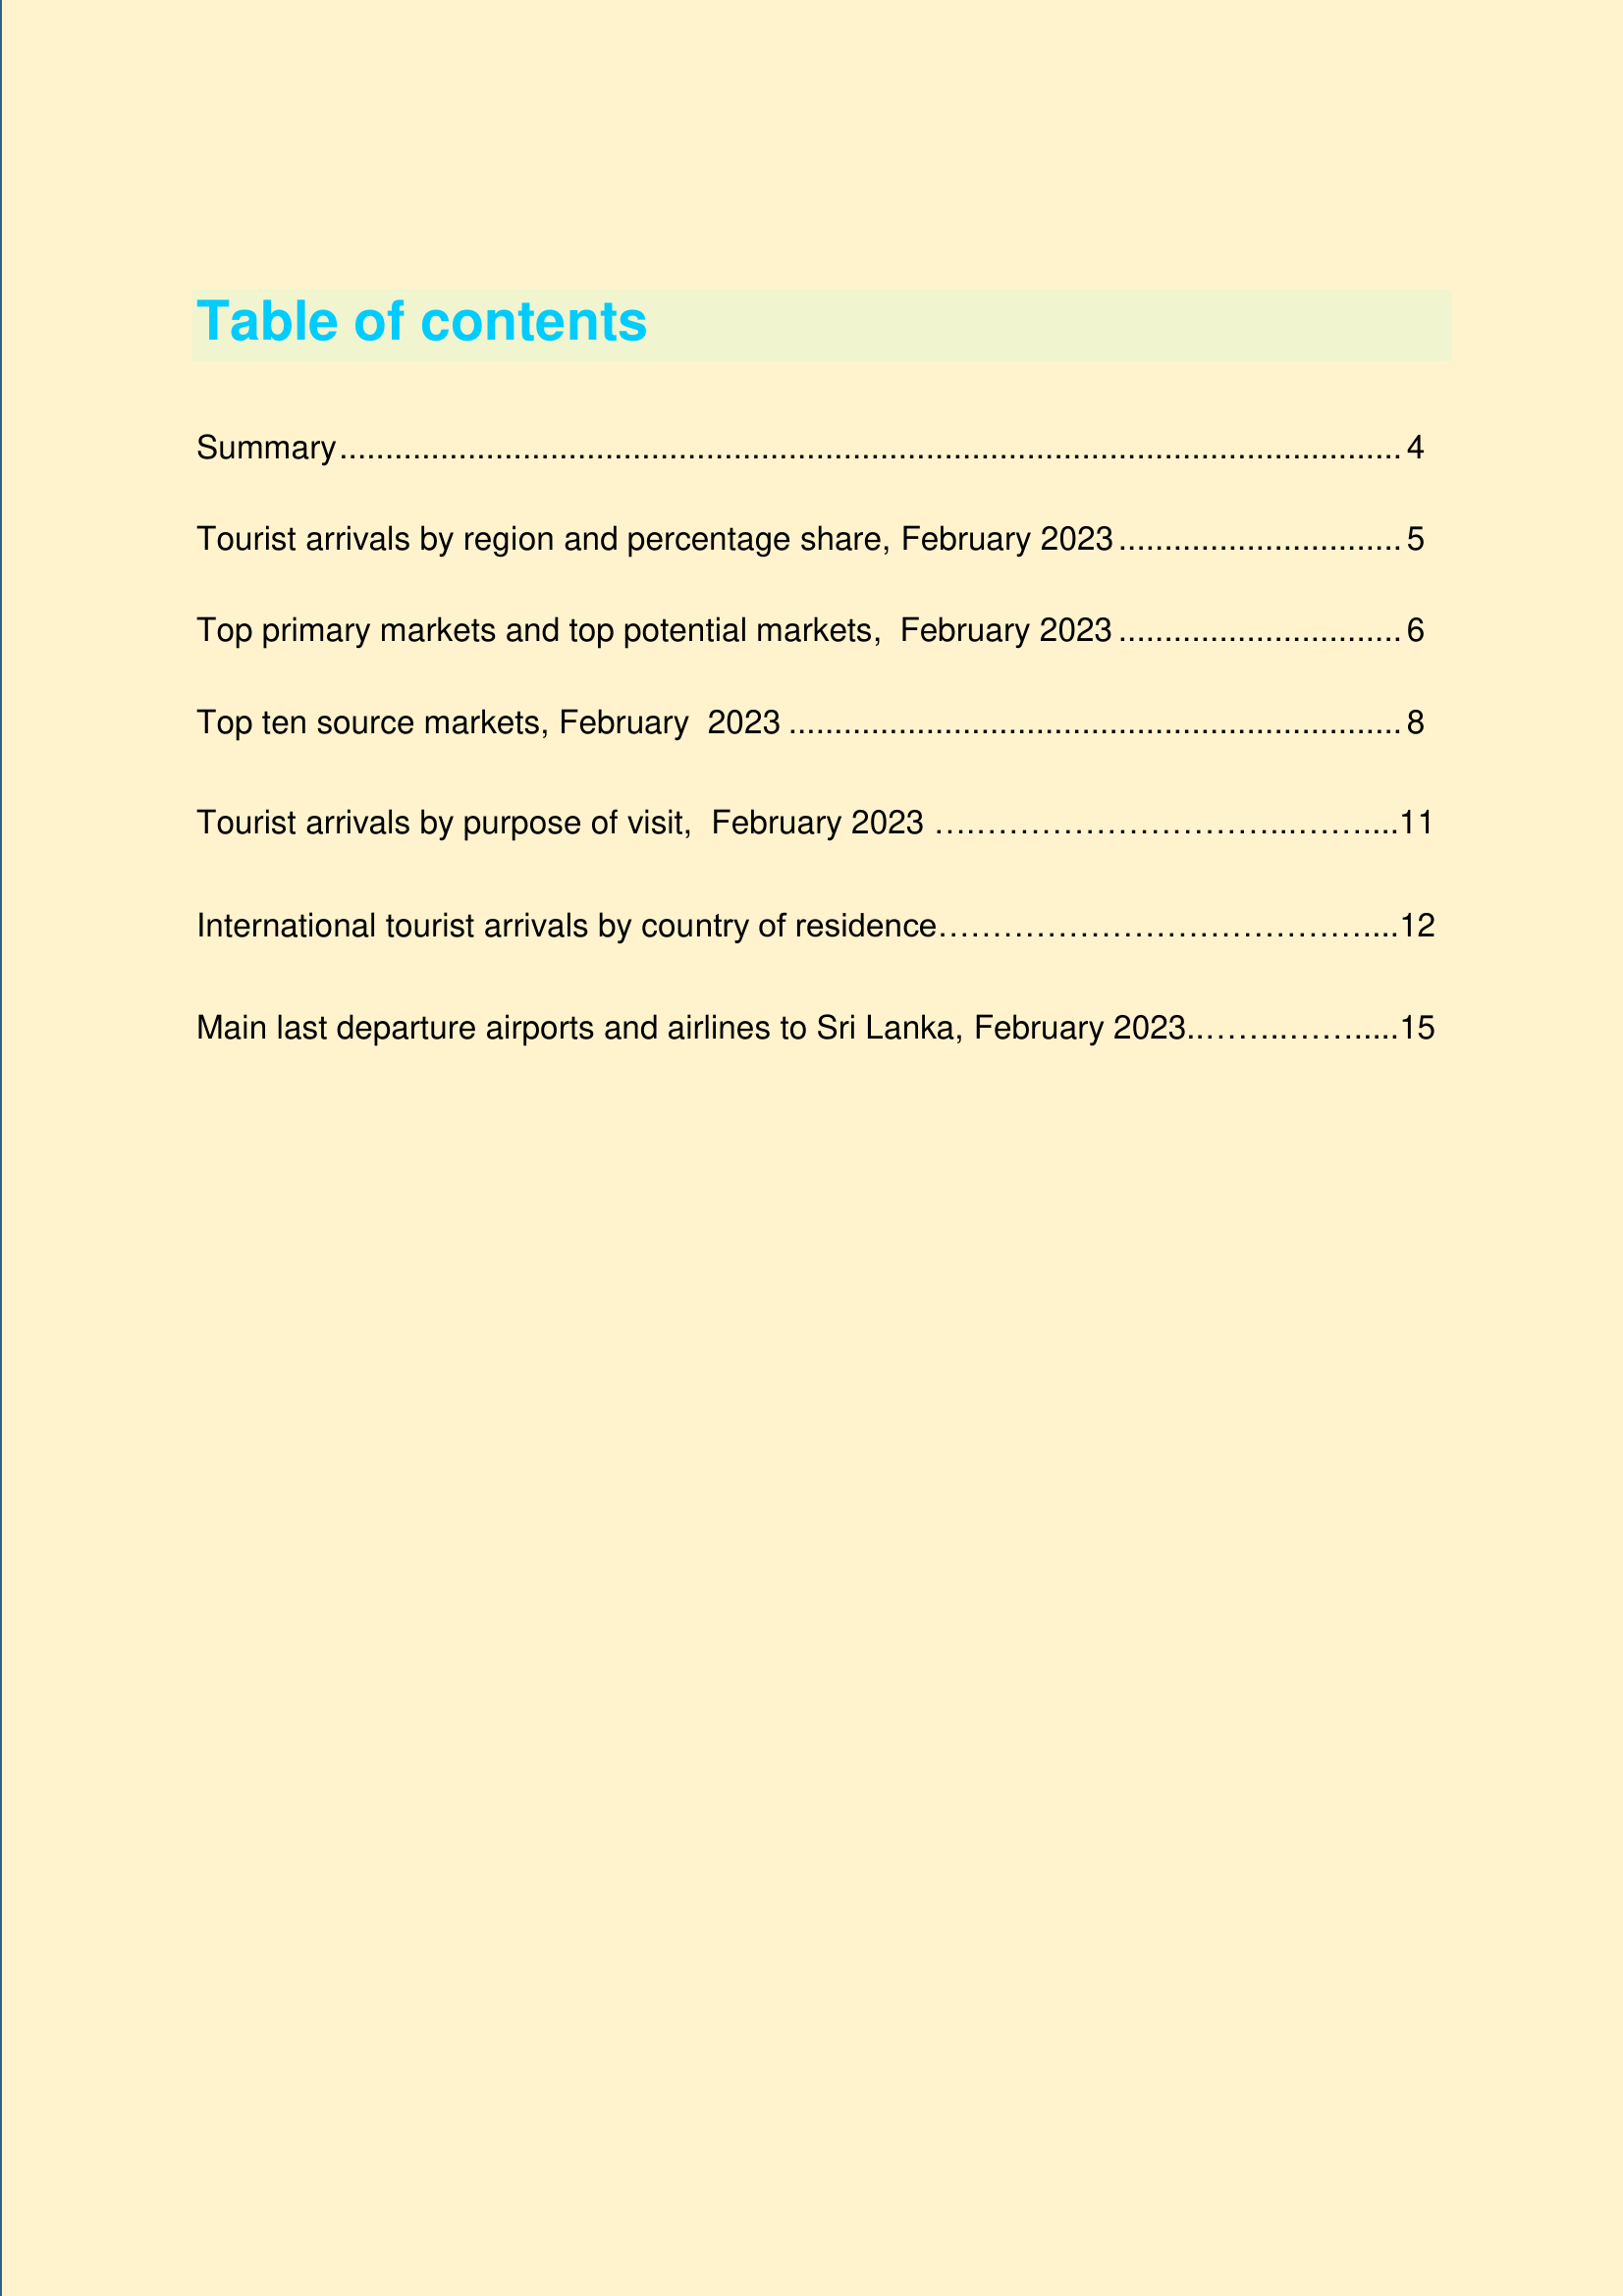 Table of contents
Summary.................................................................................................................... 4
Tourist arrivals by region and percentage share, February 2023............................... 5
Top primary markets and top potential markets,  February 2023............................... 6
Top ten source markets, February  2023................................................................... 8
Tourist arrivals by purpose of visit,  February 2023 …………………………...……....11
International tourist arrivals by country of residence…………………………………....12
Main last departure airports and airlines to Sri Lanka, February 2023..……..…….....15